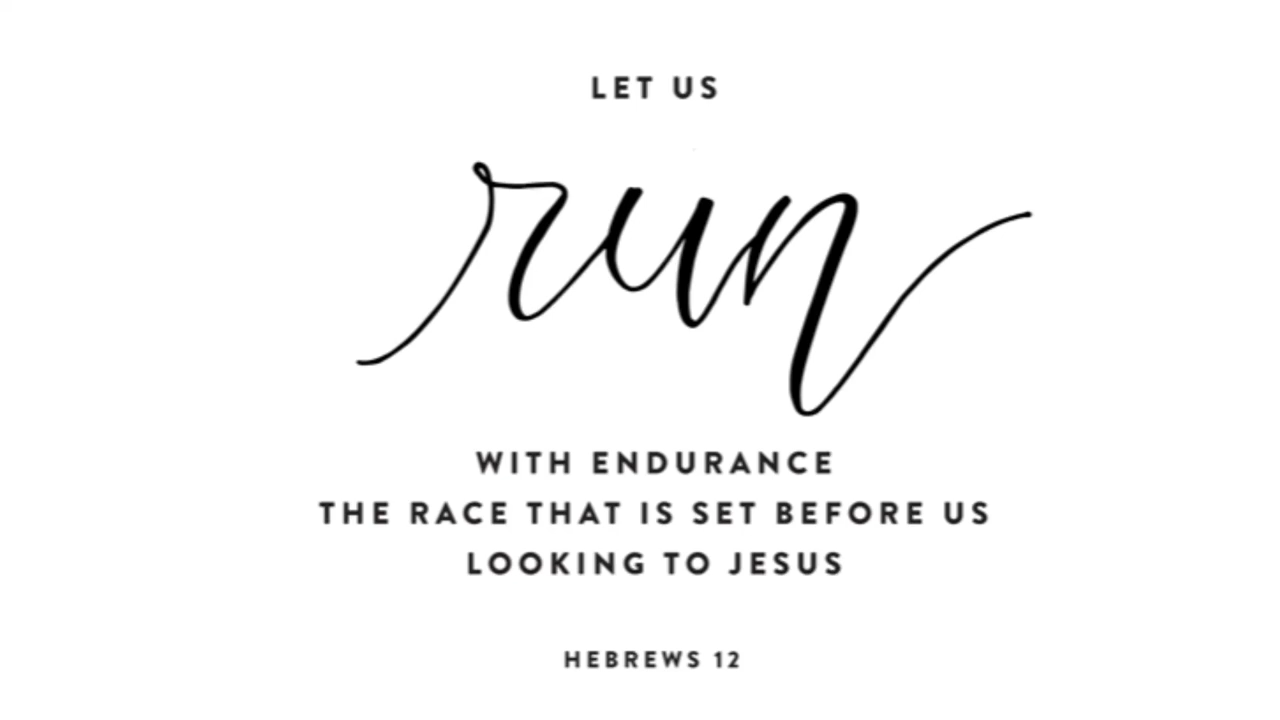 LET US
run
WITH ENDURANCE
THE RACE THAT IS SET BEFORE US
LOOKING TO JESUS
HEBREWS 12